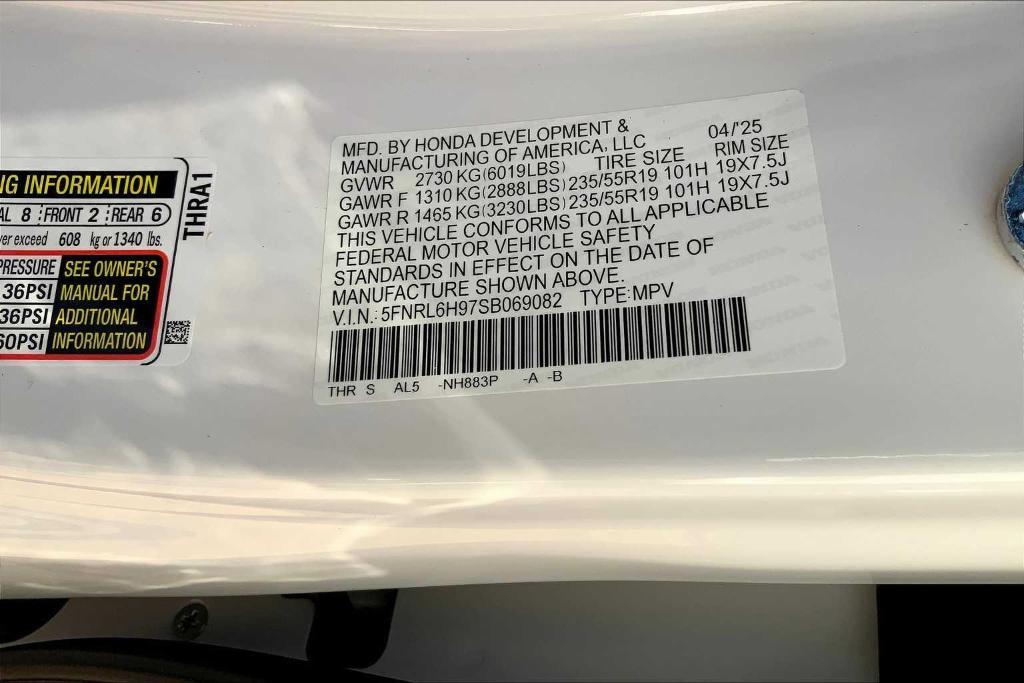 NG INFORMATION
AL 8 FRONT 2 REAR 6
ver exceed 608 kg or 1340 lbs.
PRESSURE SEE OWNER'S
36PSI MANUAL FOR
36PSI ADDITIONAL
60PSI INFORMATION
THRA1
MFD. BY HONDA DEVELOPMENT & 04/'25
MANUFACTURING OF AMERICA, LLC
GVWR 2730 KG(6019LBS) TIRE SIZE RIM SIZE
GAWR F 1310 KG(2888LBS) 235/55R19 101H 19X7.5J
GAWR R 1465 KG(3230LBS) 235/55R19 101H 19X7.5J
THIS VEHICLE CONFORMS TO ALL APPLICABLE
FEDERAL MOTOR VEHICLE SAFETY
STANDARDS IN EFFECT ON THE DATE OF
MANUFACTURE SHOWN ABOVE.
V.I.N.: 5FNRL6H97SB069082 TYPE:MPV
THR S AL5 -NH883P -A -B